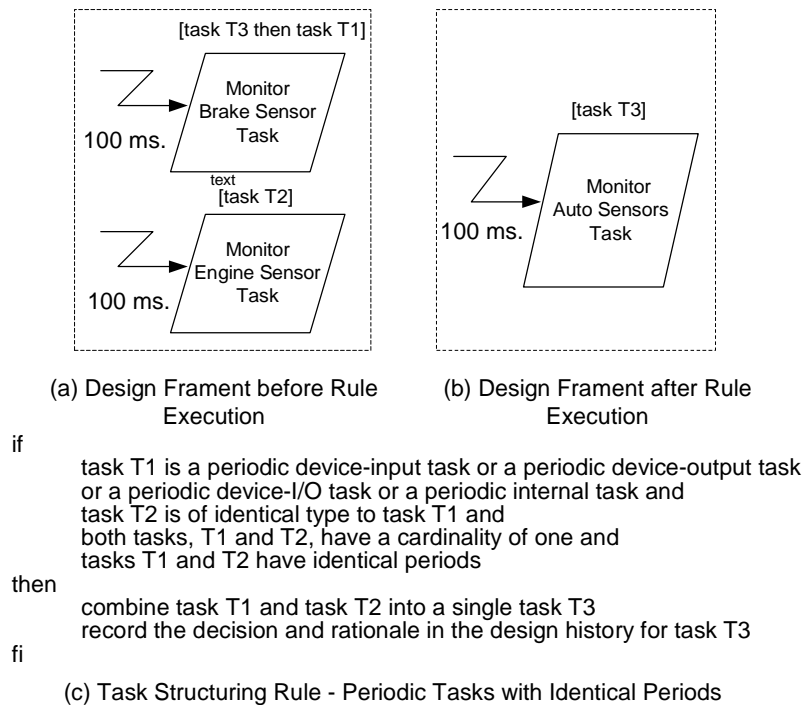 [task T3 then task T1]
Monitor
Brake Sensor
Task
100 ms.
text
[task T2]
Monitor
Engine Sensor
Task
100 ms.
[task T3]
Monitor
Auto Sensors
Task
100 ms.
(a) Design Frament before Rule
Execution
(b) Design Frament after Rule
Execution
if
task T1 is a periodic device-input task or a periodic device-output task
or a periodic device-I/O task or a periodic internal task and
task T2 is of identical type to task T1 and
both tasks, T1 and T2, have a cardinality of one and
tasks T1 and T2 have identical periods
then
combine task T1 and task T2 into a single task T3
record the decision and rationale in the design history for task T3
fi
(c) Task Structuring Rule - Periodic Tasks with Identical Periods